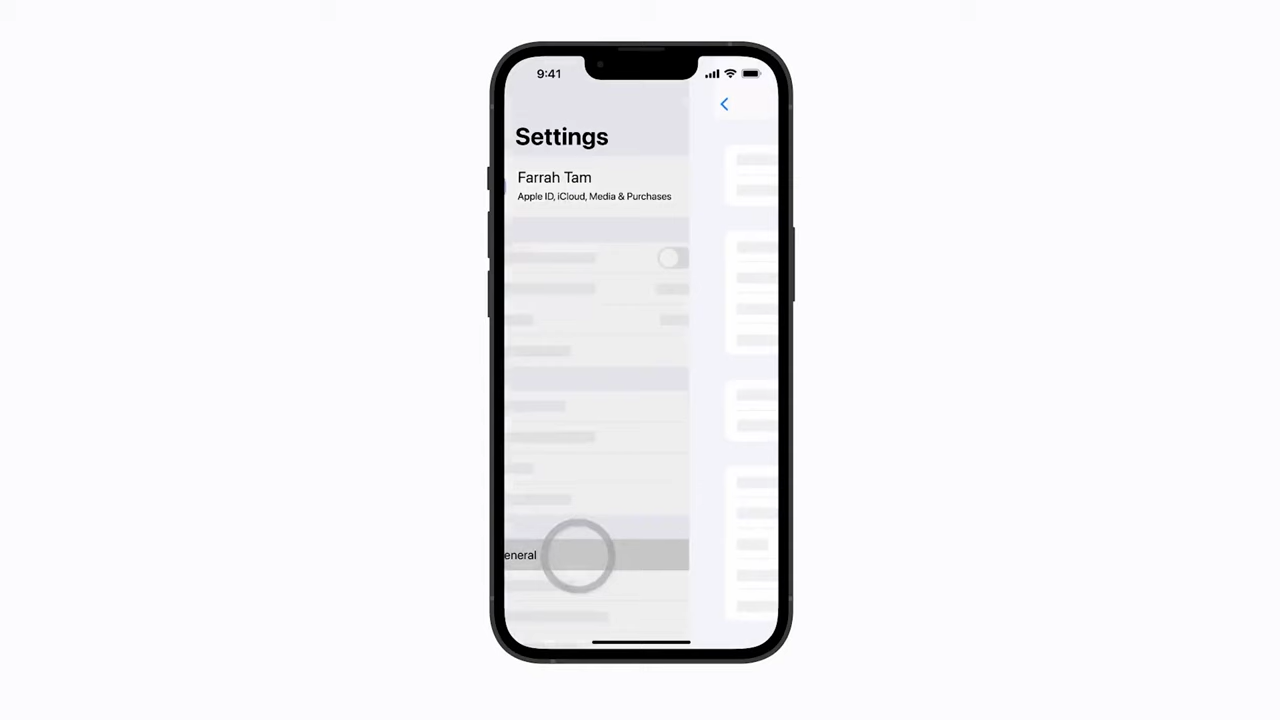 9:41
Settings
Farrah Tam
Apple ID, iCloud, Media & Purchases
eneral